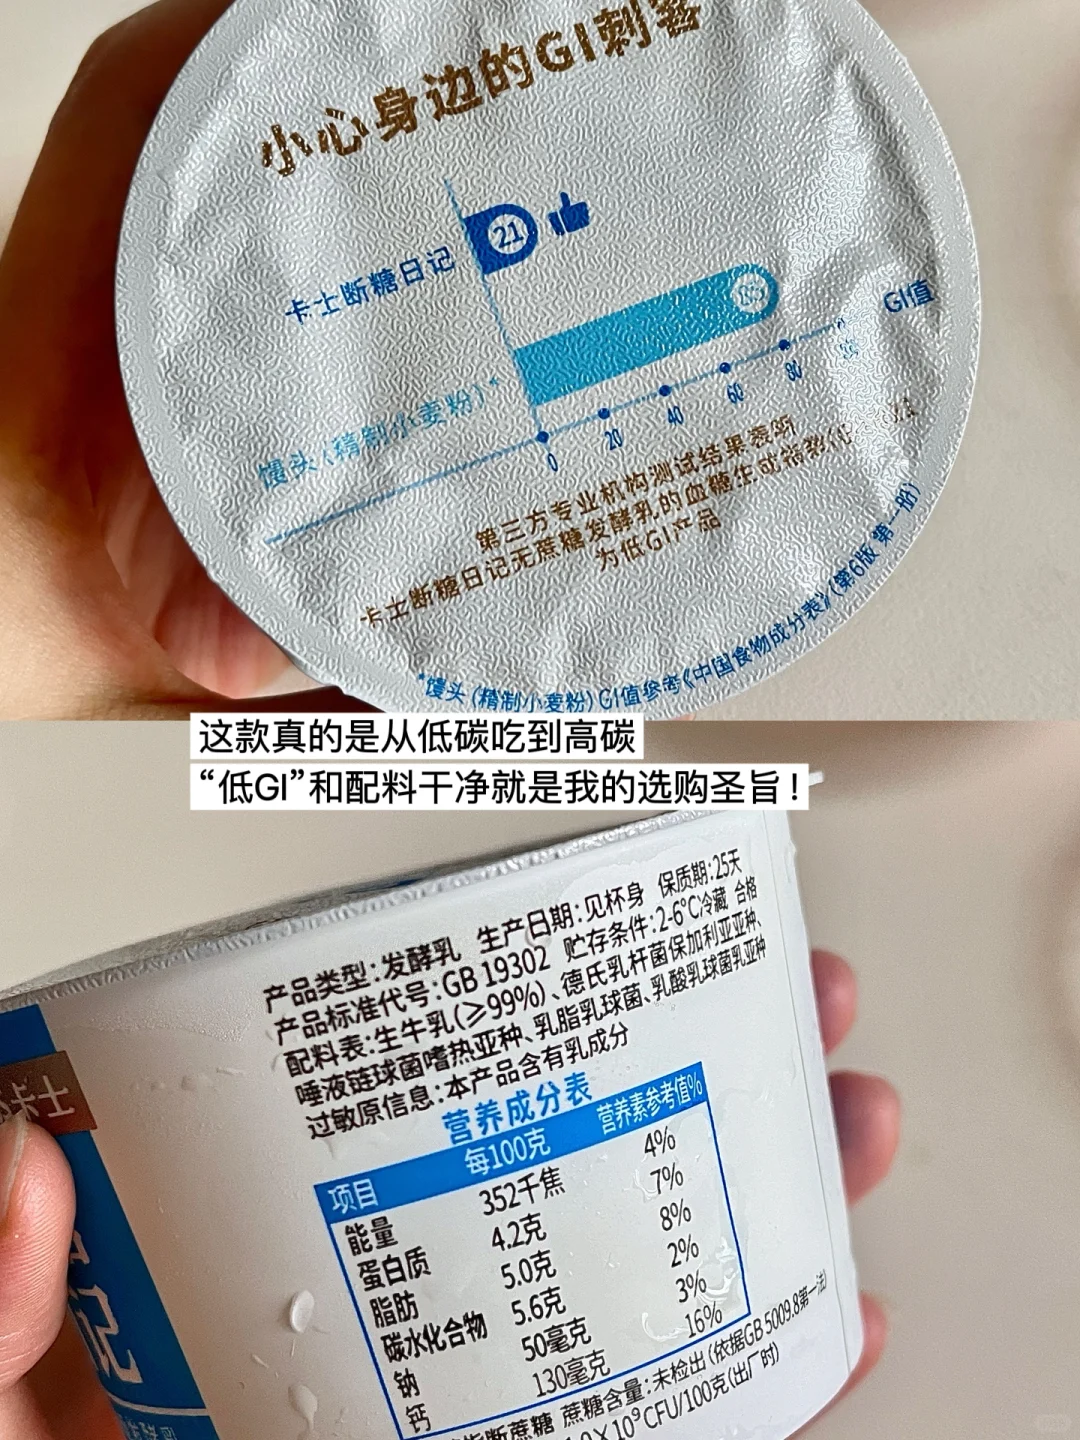 小心身边的GI刺客
卡士断糖日记
21
馒头(精制小麦粉)*
GI值
0 20 40 60 80
第三方专业机构测试结果表明
卡士断糖日记无蔗糖发酵乳的血糖生成指数
为低GI产品
*馒头(精制小麦粉)GI值参考《中国食物成分表》(第6版 第一册)
这款真的是从低碳吃到高碳
“低GI”和配料干净就是我的选购圣旨!
卡士
记
产品类型:发酵乳 生产日期:见杯身 保质期:25天
产品标准代号:GB 19302 贮存条件:2-6°C冷藏 合格
配料表:生牛乳(≥99%)、德氏乳杆菌保加利亚亚种、
唾液链球菌嗜热亚种、乳脂乳球菌、乳酸乳球菌乳亚种
过敏原信息:本产品含有乳成分
营养成分表
项目 每100克 营养素参考值%
能量 352千焦 4%
蛋白质 4.2克 7%
脂肪 5.0克 8%
碳水化合物 5.6克 2%
钠 50毫克 3%
钙 130毫克 16%
指断蔗糖 蔗糖含量:未检出(依据GB 5009.8第一法)
X10⁹CFU/100克(出厂时)